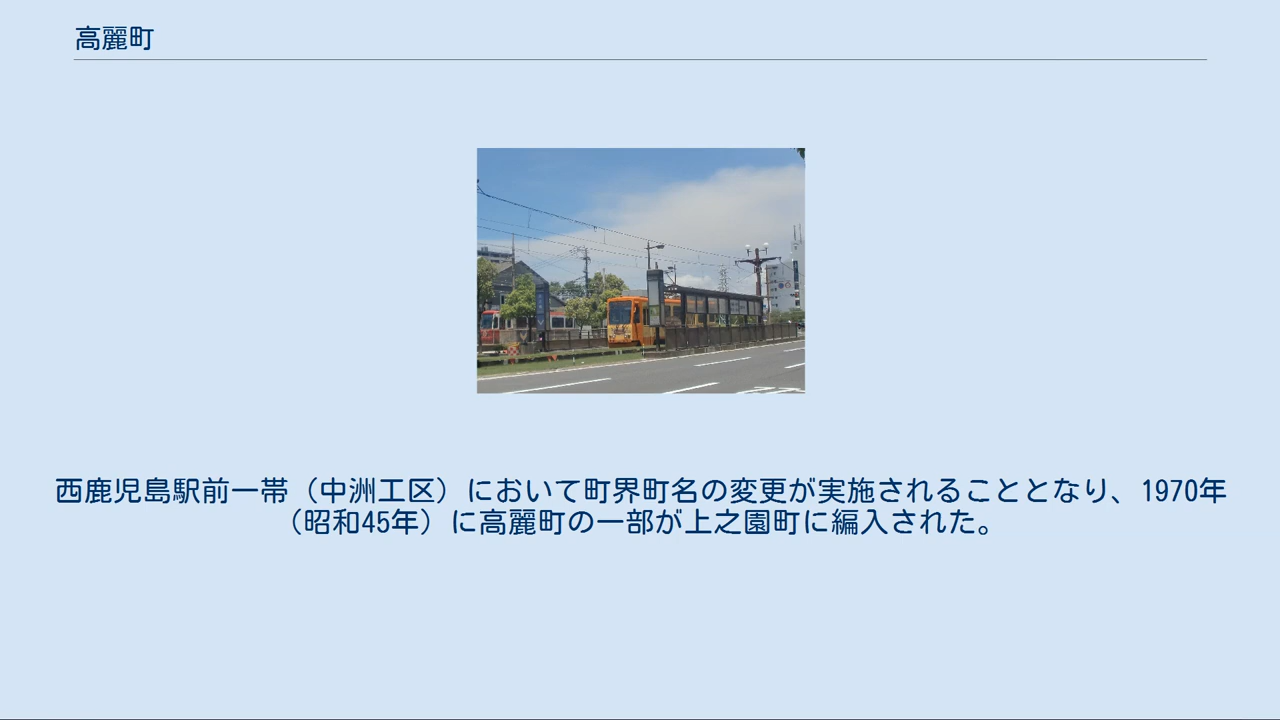 高麗町
西鹿児島駅前一帯（中洲工区）において町界町名の変更が実施されることとなり、1970年
（昭和45年）に高麗町の一部が上之園町に編入された。